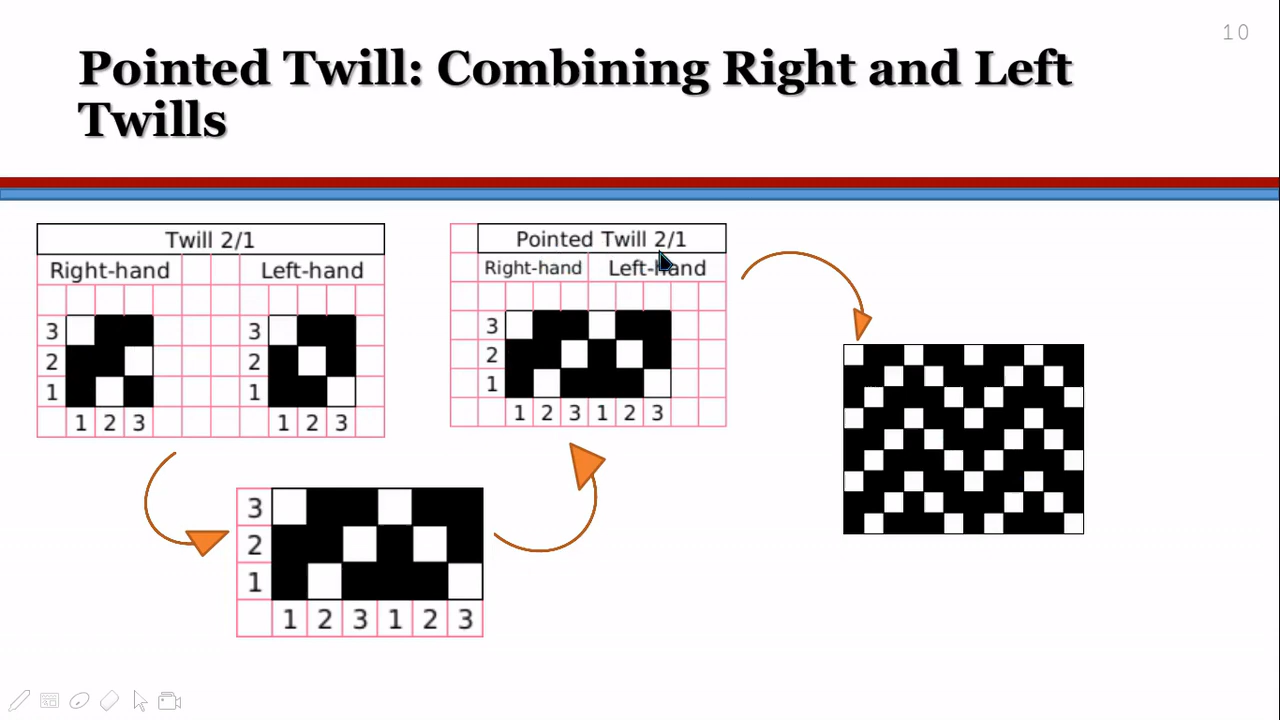 10
Pointed Twill: Combining Right and Left
Twills
Twill 2/1
Right-hand Left-hand
3 3
2 2
1 1
1 2 3 1 2 3
Pointed Twill 2/1
Right-hand Left-hand
3
2
1
1 2 3 1 2 3
3
2
1
1 2 3 1 2 3